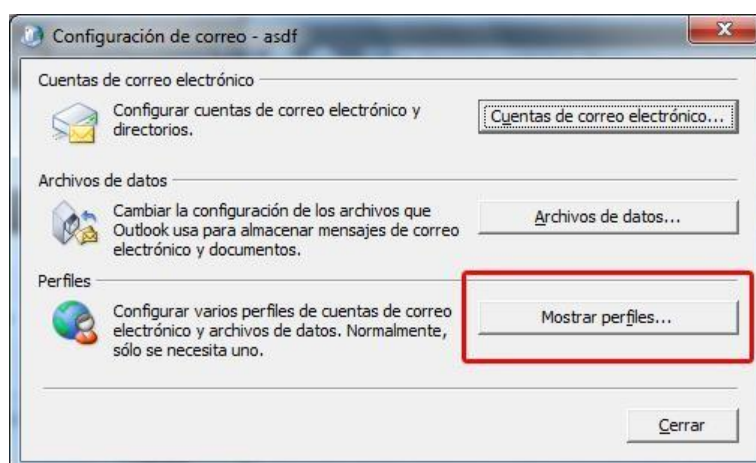 Configuración de correo - asdf
Cuentas de correo electrónico
Configurar cuentas de correo electrónico y
directorios.
Cuentas de correo electrónico...
Archivos de datos
Cambiar la configuración de los archivos que
Outlook usa para almacenar mensajes de correo
electrónico y documentos.
Archivos de datos...
Perfiles
Configurar varios perfiles de cuentas de correo
electrónico y archivos de datos. Normalmente,
sólo se necesita uno.
Mostrar perfiles...
Cerrar